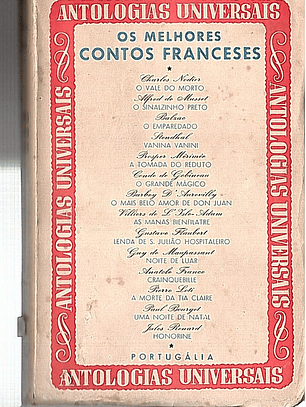 ANTOLOGIAS UNIVERSAIS
OS MELHORES
CONTOS FRANCESES
Charles Nodier
O VALE DO MORTO
Alfred de Musset
O SINALZINHO PRETO
Balzac
O EMPAREDADO
Stendhal
VANINA VANINI
Prosper Mérimée
A TOMADA DO REDUTO
Conde de Gobineau
O GRANDE MÁGICO
Barbey D'Aurevilly
O MAIS BELO AMOR DE DON JUAN
Villiers de L'Isle-Adam
AS MANAS BIENFILATRE
Gustave Flaubert
LENDA DE S. JULIÃO HOSPITALEIRO
Guy de Maupassant
NOITE DE LUAR
Anatole France
CRAINQUEBILLE
Pierre Loti
A MORTE DA TIA CLAIRE
Paul Bourget
UMA NOITE DE NATAL
Jules Renard
HONORINE
PORTUGÁLIA
ANTOLOGIAS UNIVERSAIS
ANTOLOGIAS UNIVERSAIS
ANTOLOGIAS UNIVERSAIS